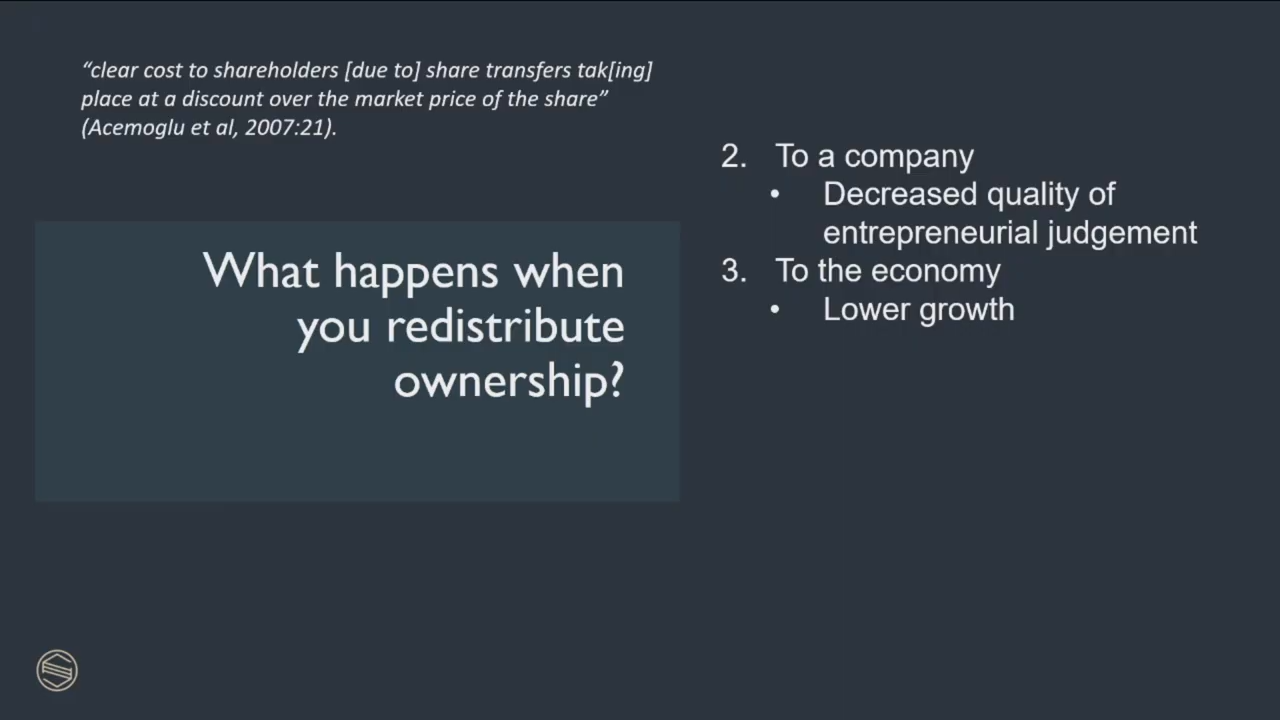 “clear cost to shareholders [due to] share transfers tak[ing]
place at a discount over the market price of the share”
(Acemoglu et al, 2007:21).
What happens when
you redistribute
ownership?
2. To a company
• Decreased quality of
entrepreneurial judgement
3. To the economy
• Lower growth